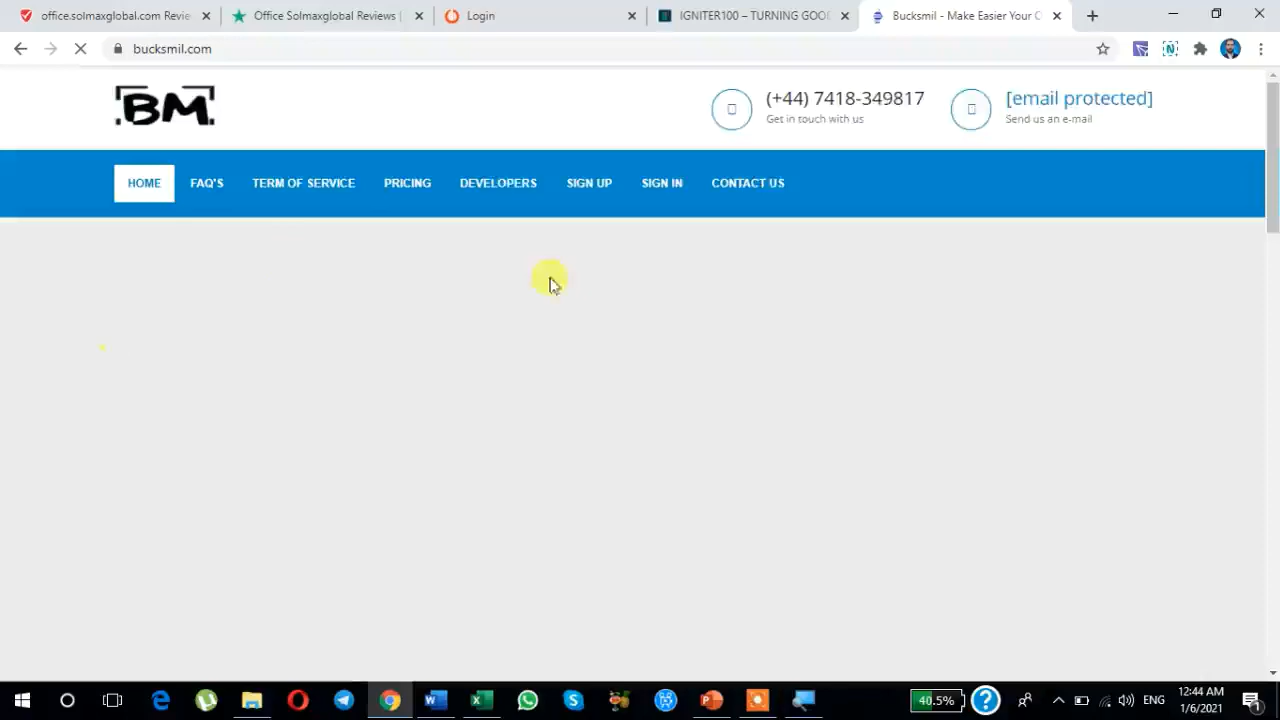 office.solmaxglobal.com Revie
Office Solmaxglobal Reviews |
Login
IGNITER100 – TURNING GOOD
Bucksmil - Make Easier Your O
bucksmil.com
BM
(+44) 7418-349817
Get in touch with us
[email protected]
Send us an e-mail
HOME
FAQ'S
TERM OF SERVICE
PRICING
DEVELOPERS
SIGN UP
SIGN IN
CONTACT US
40.5%
ENG
12:44 AM
1/6/2021
1